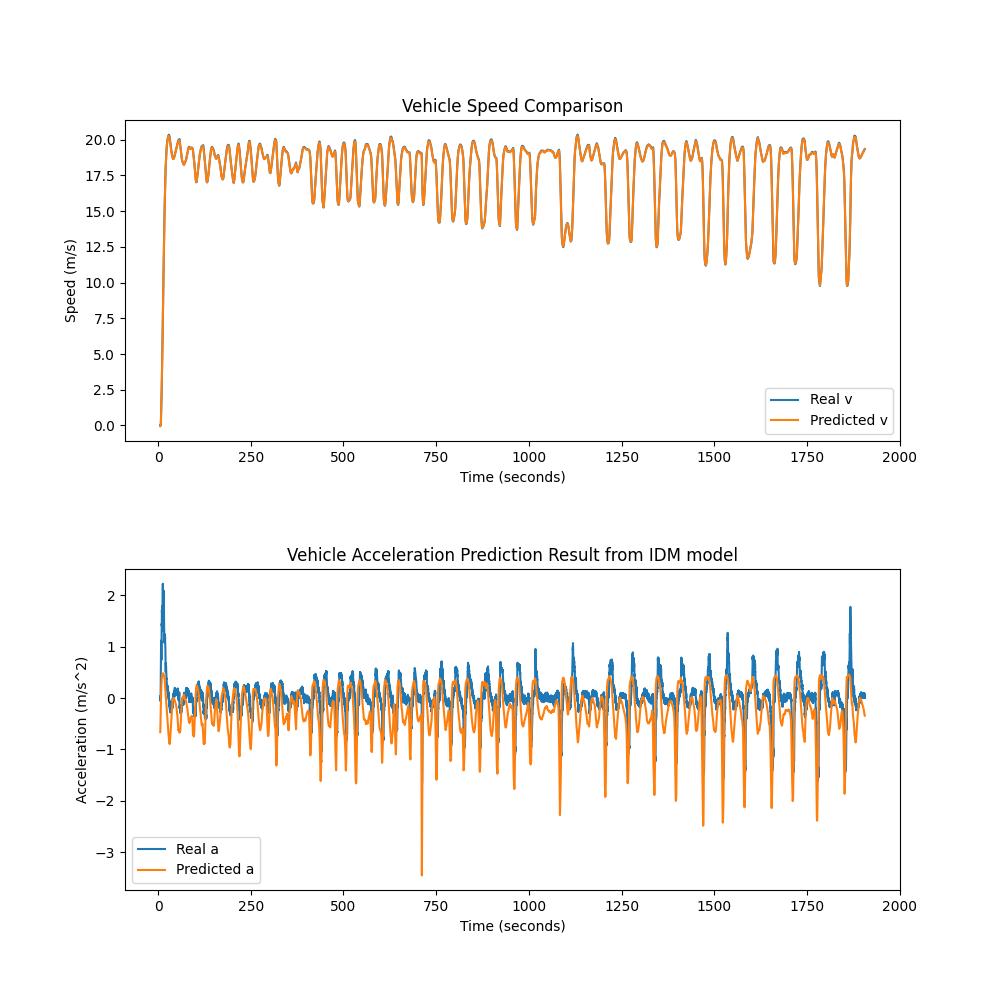 Vehicle Speed Comparison
20.0
17.5
15.0
12.5
10.0
7.5
5.0
2.5
0.0
Speed (m/s)
Real v
Predicted v
0 250 500 750 1000 1250 1500 1750 2000
Time (seconds)
Vehicle Acceleration Prediction Result from IDM model
2
1
0
−1
−2
−3
Acceleration (m/s^2)
Real a
Predicted a
0 250 500 750 1000 1250 1500 1750 2000
Time (seconds)